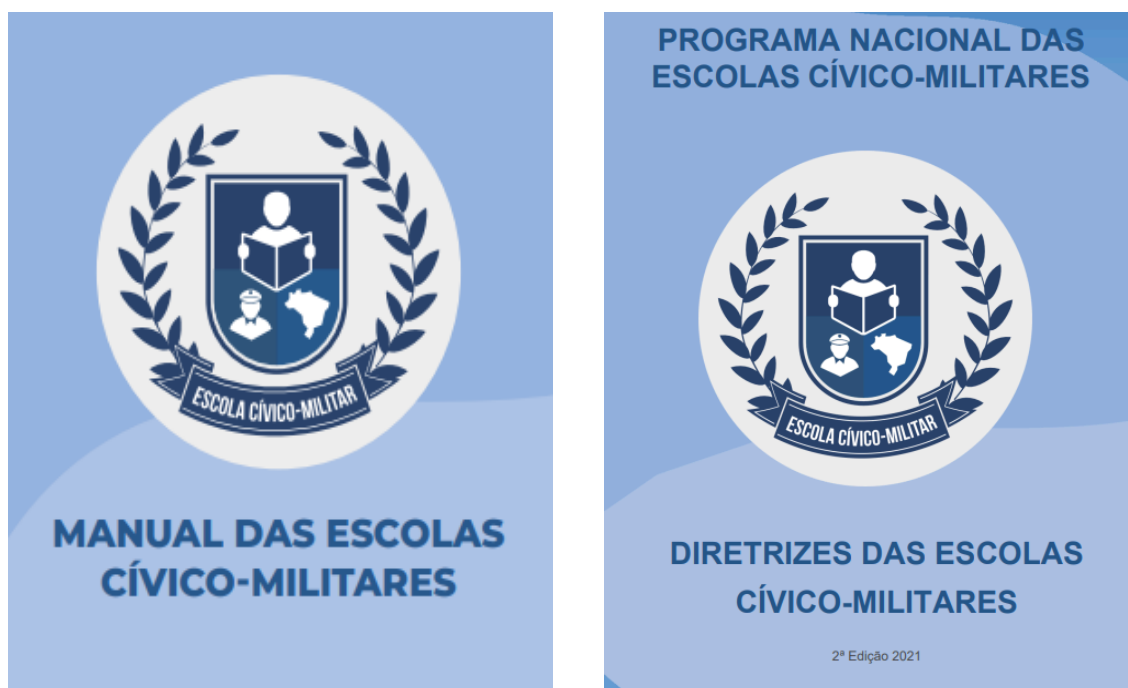 ESCOLA CÍVICO-MILITAR
MANUAL DAS ESCOLAS
CÍVICO-MILITARES
PROGRAMA NACIONAL DAS
ESCOLAS CÍVICO-MILITARES
ESCOLA CÍVICO-MILITAR
DIRETRIZES DAS ESCOLAS
CÍVICO-MILITARES
2ª Edição 2021